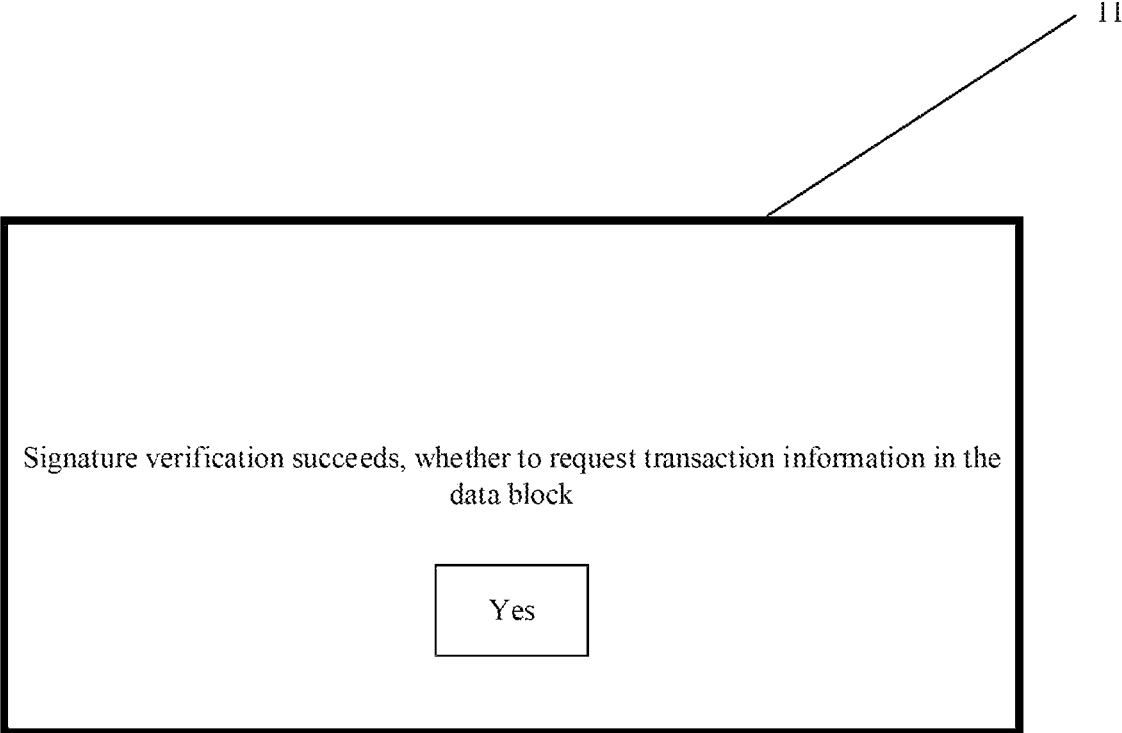 11
Signature verification succeeds, whether to request transaction information in the
data block
Yes